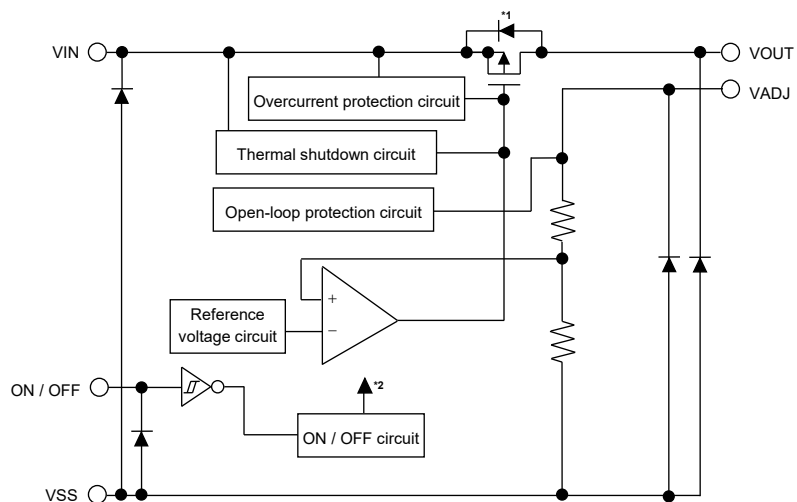 *1
VIN
VOUT
VADJ
Overcurrent protection circuit
Thermal shutdown circuit
Open-loop protection circuit
+
Reference
voltage circuit
−
*2
ON / OFF
ON / OFF circuit
VSS